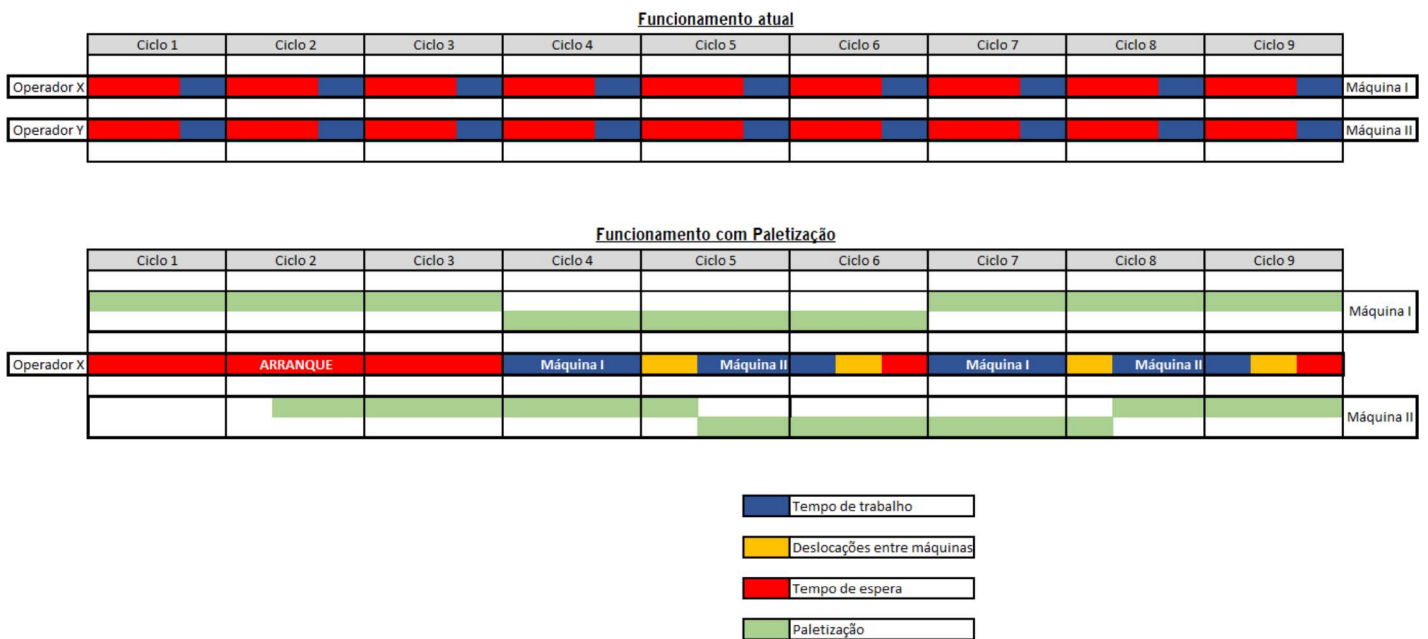 Funcionamento atual
Ciclo 1 Ciclo 2 Ciclo 3 Ciclo 4 Ciclo 5 Ciclo 6 Ciclo 7 Ciclo 8 Ciclo 9
Operador X Máquina I
Operador Y Máquina II
Funcionamento com Paletização
Ciclo 1 Ciclo 2 Ciclo 3 Ciclo 4 Ciclo 5 Ciclo 6 Ciclo 7 Ciclo 8 Ciclo 9
Máquina I
Operador X ARRANQUE Máquina I Máquina II Máquina I Máquina II
Máquina II
Tempo de trabalho
Deslocações entre máquinas
Tempo de espera
Paletização